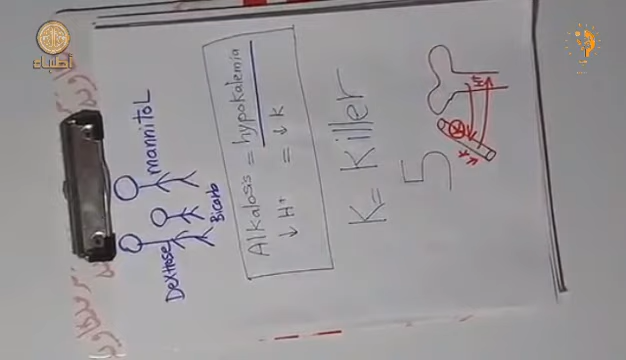 أطباء
mannitoL
Dextrose
Bicarb
Alkalosis = hypokalemia
↓ H⁺ = ↓ K
K = Killer
5
H⁺
K
K⁺